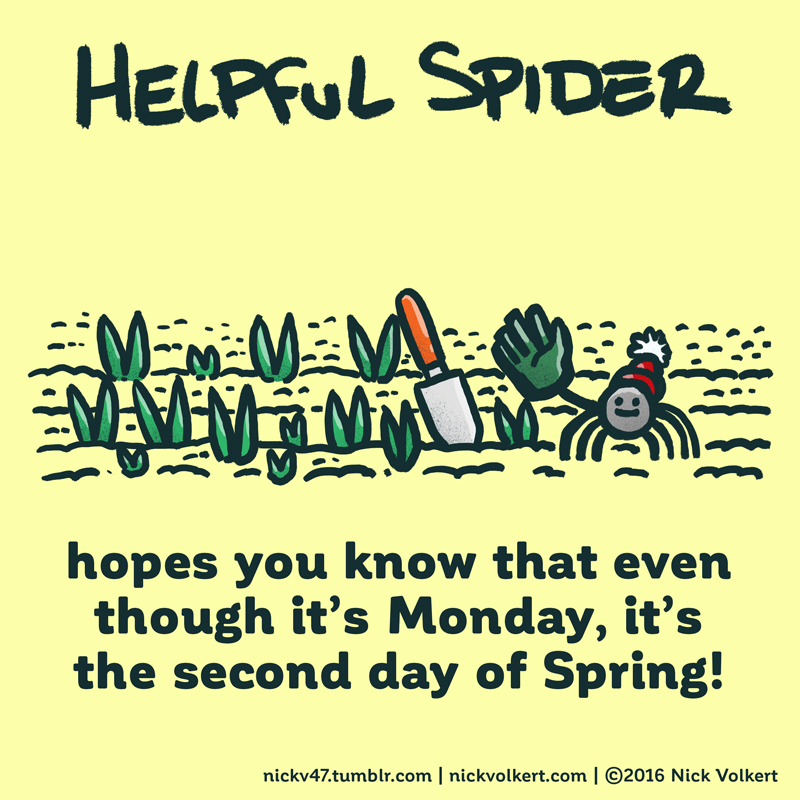 HELPFUL SPIDER
hopes you know that even
though it's Monday, it's
the second day of Spring!
nickv47.tumblr.com | nickvolkert.com | ©2016 Nick Volkert